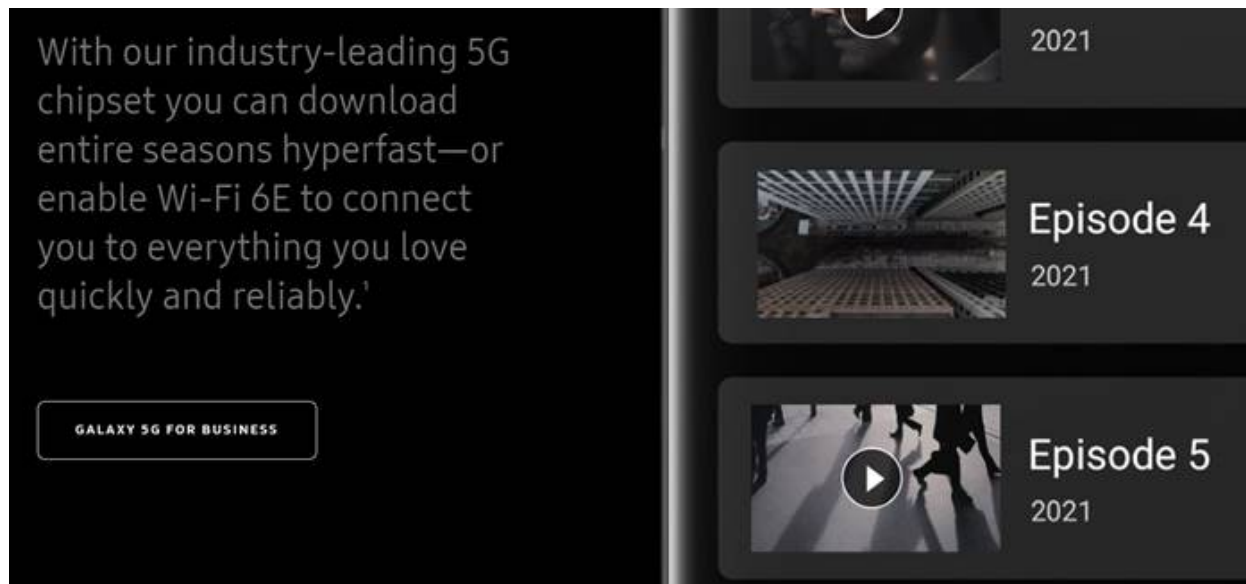 With our industry-leading 5G
chipset you can download
entire seasons hyperfast—or
enable Wi-Fi 6E to connect
you to everything you love
quickly and reliably.¹
GALAXY 5G FOR BUSINESS
2021
Episode 4
2021
Episode 5
2021